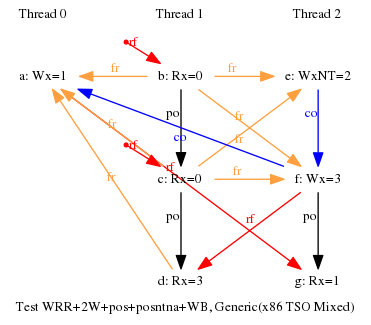 Thread 0 Thread 1 Thread 2
rf
a: Wx=1 fr b: Rx=0 fr e: WxNT=2
po fr co
co fr
rf rf
fr c: Rx=0 fr f: Wx=3
po rf po
d: Rx=3 g: Rx=1
Test WRR+2W+pos+posntna+WB, Generic(x86 TSO Mixed)